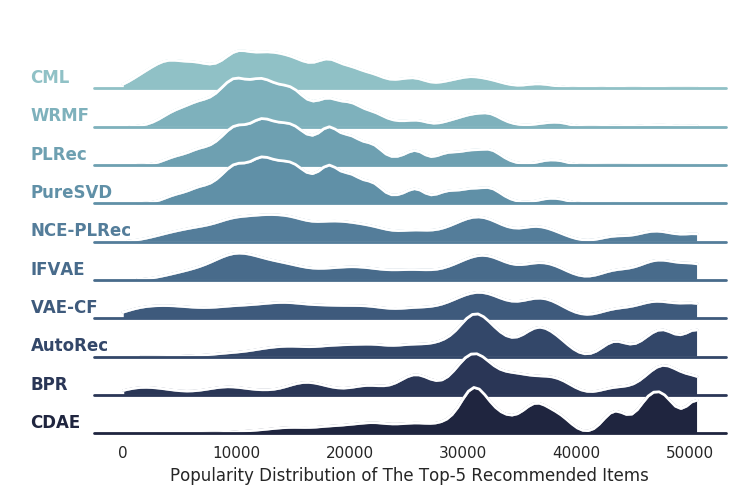 CML
WRMF
PLRec
PureSVD
NCE-PLRec
IFVAE
VAE-CF
AutoRec
BPR
CDAE
0 10000 20000 30000 40000 50000
Popularity Distribution of The Top-5 Recommended Items